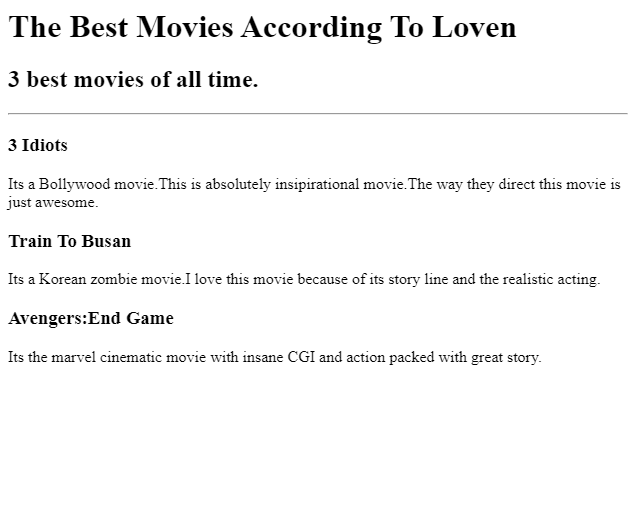 The Best Movies According To Loven
3 best movies of all time.
3 Idiots
Its a Bollywood movie.This is absolutely insipirational movie.The way they direct this movie is
just awesome.
Train To Busan
Its a Korean zombie movie.I love this movie because of its story line and the realistic acting.
Avengers:End Game
Its the marvel cinematic movie with insane CGI and action packed with great story.